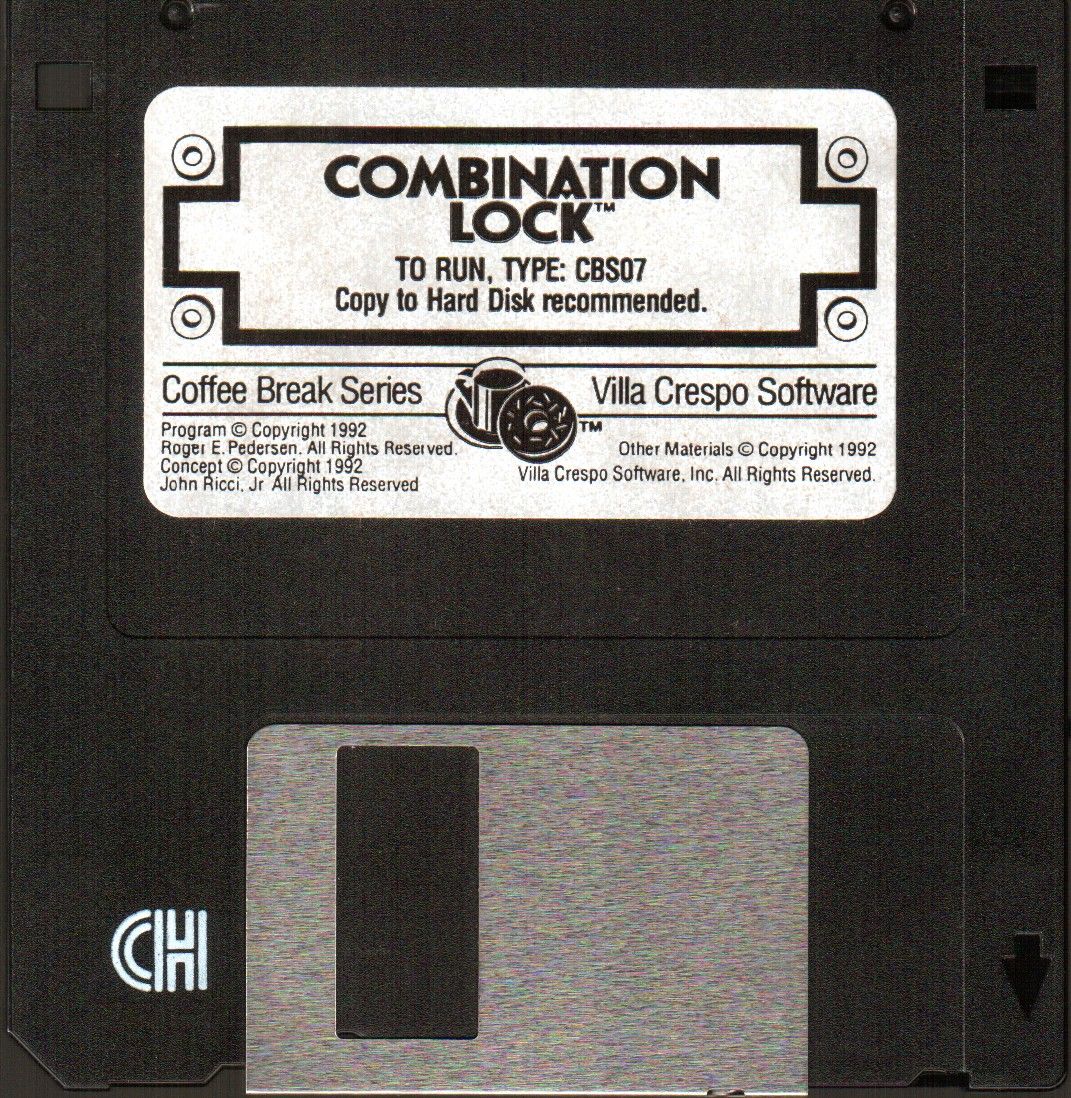 COMBINATION
LOCK™
TO RUN, TYPE: CBS07
Copy to Hard Disk recommended.
Coffee Break Series
Villa Crespo Software
™
Program © Copyright 1992
Roger E. Pedersen. All Rights Reserved.
Concept © Copyright 1992
John Ricci, Jr All Rights Reserved
Other Materials © Copyright 1992
Villa Crespo Software, Inc. All Rights Reserved.
CH